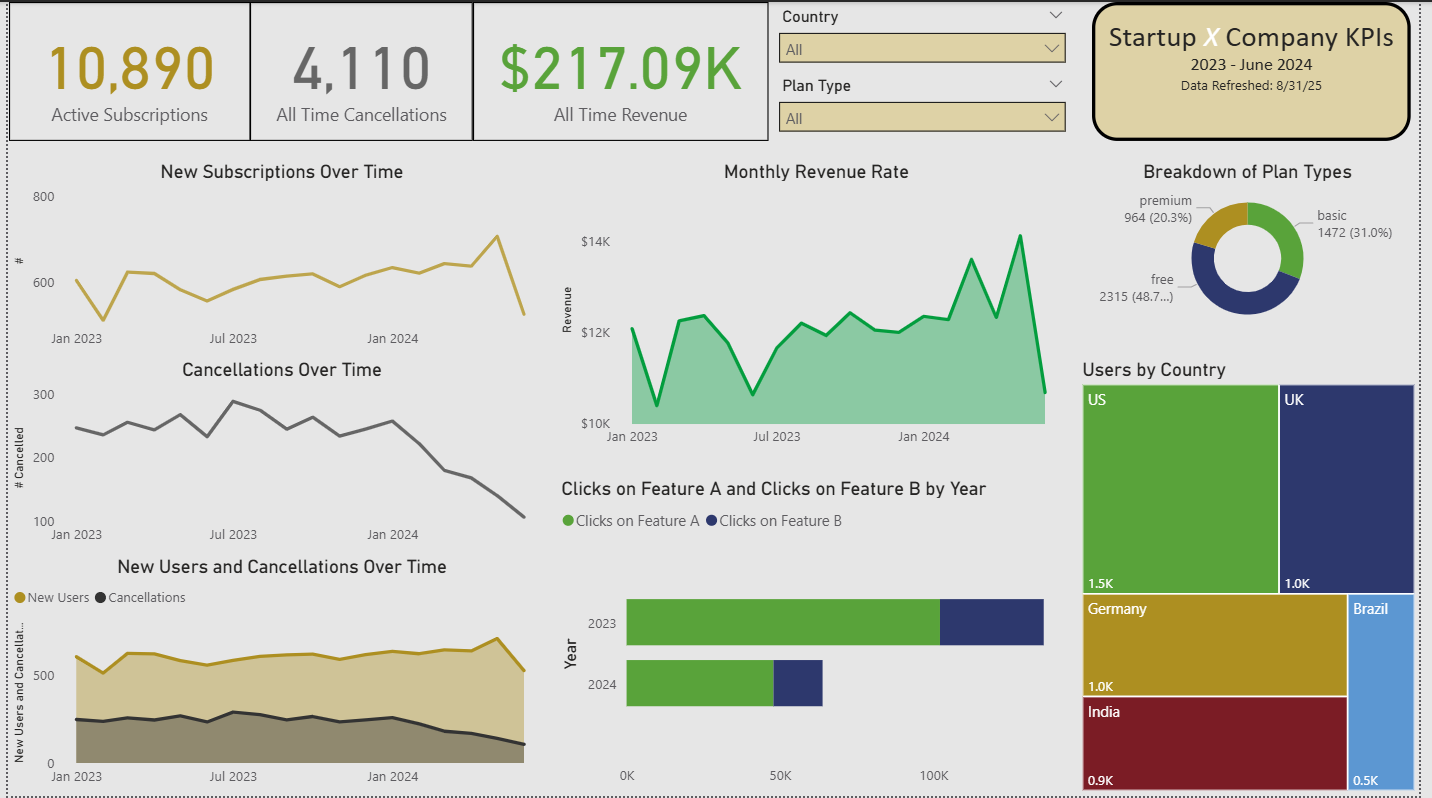 10,890
Active Subscriptions
4,110
All Time Cancellations
$217.09K
All Time Revenue
Country
All
Plan Type
All
Startup X Company KPIs
2023 - June 2024
Data Refreshed: 8/31/25
New Subscriptions Over Time
800
600
#
Jan 2023
Jul 2023
Jan 2024
Cancellations Over Time
300
200
100
# Cancelled
Jan 2023
Jul 2023
Jan 2024
New Users and Cancellations Over Time
New Users
Cancellations
500
0
New Users and Cancellat...
Jan 2023
Jul 2023
Jan 2024
Monthly Revenue Rate
$14K
$12K
$10K
Revenue
Jan 2023
Jul 2023
Jan 2024
Clicks on Feature A and Clicks on Feature B by Year
Clicks on Feature A
Clicks on Feature B
2023
2024
Year
0K
50K
100K
Breakdown of Plan Types
premium
964 (20.3%)
basic
1472 (31.0%)
free
2315 (48.7...)
Users by Country
US
1.5K
UK
1.0K
Germany
1.0K
Brazil
0.5K
India
0.9K